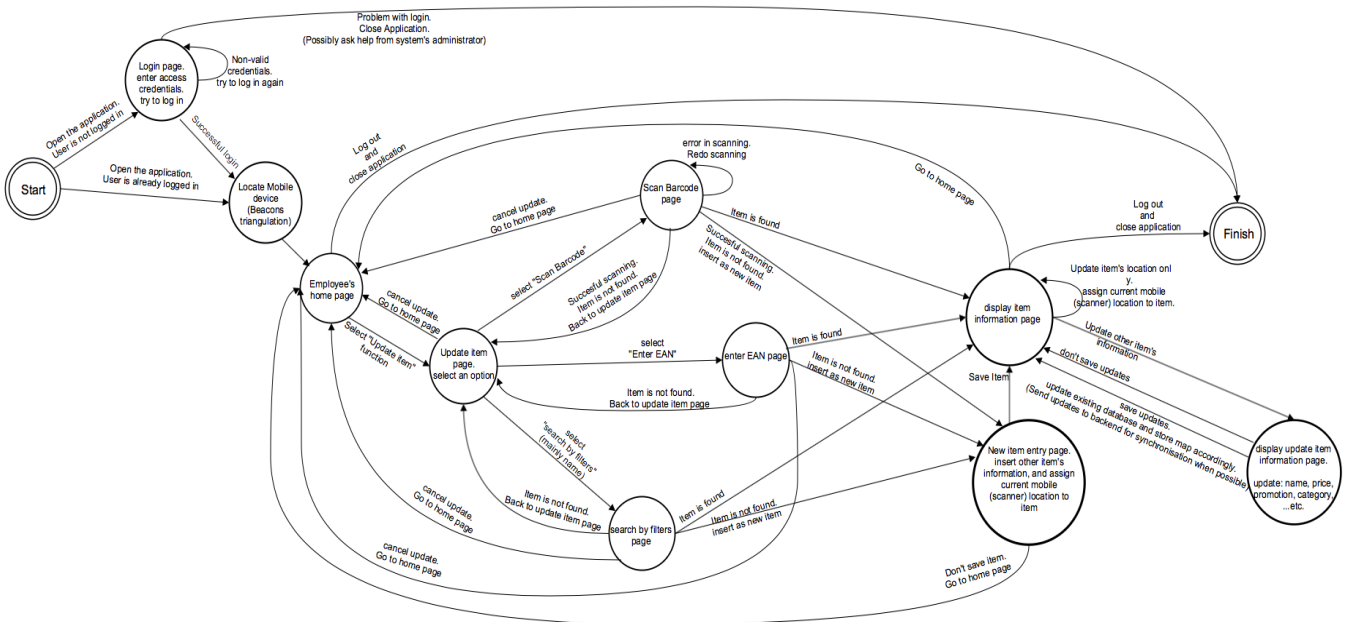 Problem with login.
Close Application.
(Possibly ask help from system's administrator)
Login page.
enter access
credentials.
try to log in
Non-valid
credentials.
try to log in again
Open the application.
User is not logged in
Successful login
Start
Open the application.
User is already logged in
Locate Mobile
device
(Beacons
triangulation)
Log out
and
close application
error in scanning.
Redo scanning
Scan Barcode
page
Go to home page
cancel update.
Go to home page
Item is found
Log out
and
close application
Finish
select "Scan Barcode"
Succesful scanning.
Item is not found.
Back to update item page
Succesful scanning.
Item is not found.
insert as new item
Employee's
home page
cancel update.
Go to home page
Select "Update item"
function
Update item
page.
select an option
select
"Enter EAN"
enter EAN page
Item is found
display item
information page
Update item's location onl
y.
assign current mobile
(scanner) location to item.
Update other item's
information
don't save updates
save updates.
update existing database and store map accordingly.
(Send updates to backend for synchronisation when possible)
Item is not found.
insert as new item
Item is not found.
Back to update item page
Save Item
select
"search by filters"
(mainly name)
New item entry page.
insert other item's
information, and assign
current mobile
(scanner) location to
item
display update item
information page.
update: name, price,
promotion, category,
...etc.
Item is not found.
Back to update item page
cancel update.
Go to home page
search by filters
page
Item is found
Item is not found.
insert as new item
cancel update.
Go to home page
Don't save item.
Go to home page